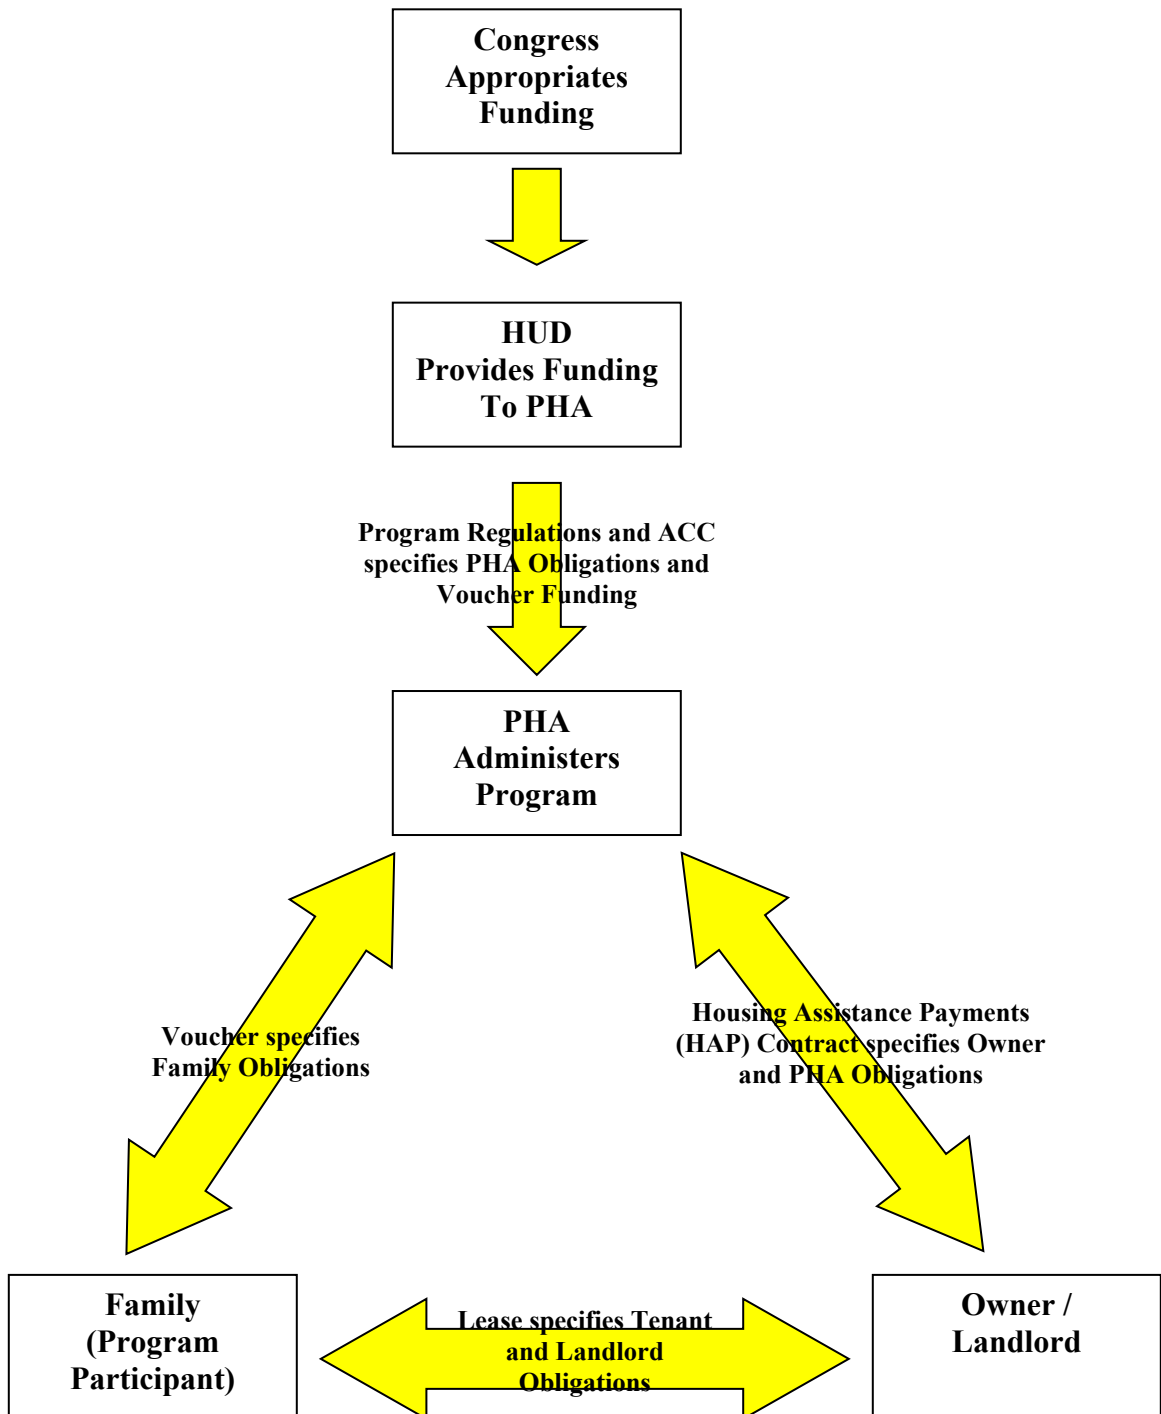 Congress
Appropriates
Funding
HUD
Provides Funding
To PHA
Program Regulations and ACC
specifies PHA Obligations and
Voucher Funding
PHA
Administers
Program
Voucher specifies
Family Obligations
Housing Assistance Payments
(HAP) Contract specifies Owner
and PHA Obligations
Family
(Program
Participant)
Lease specifies Tenant
and Landlord
Obligations
Owner /
Landlord